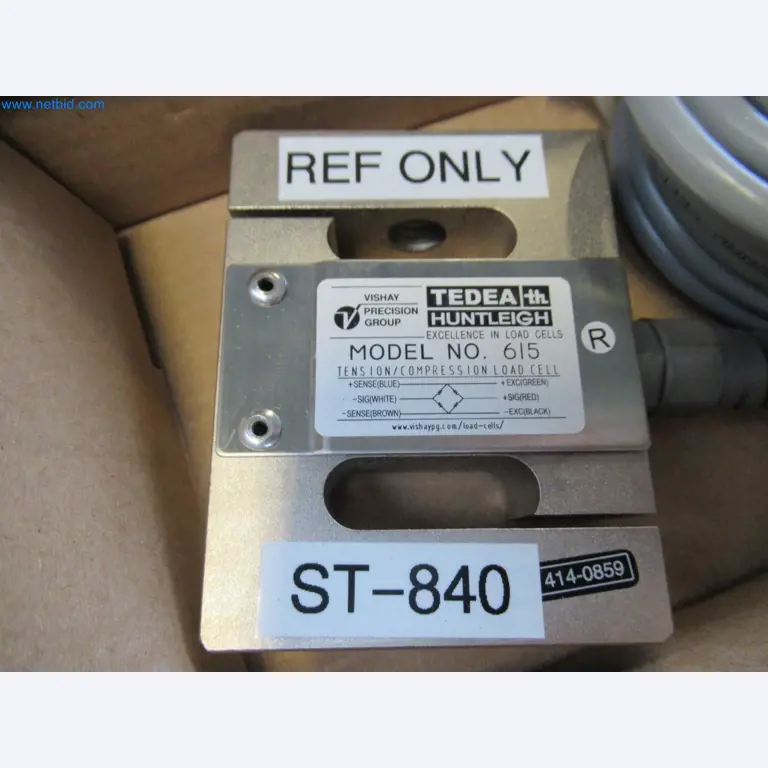 www.netbid.com
REF ONLY
VISHAY
PRECISION
GROUP
TEDEA th.
HUNTLEIGH
EXCELLENCE IN LOAD CELLS
MODEL NO. 615
TENSION/COMPRESSION LOAD CELL
+SENSE(BLUE) +EXC(GREEN)
-SIG(WHITE) +SIG(RED)
-SENSE(BROWN) -EXC(BLACK)
www.vishaypg.com/load-cells/
R
ST-840
414-0859